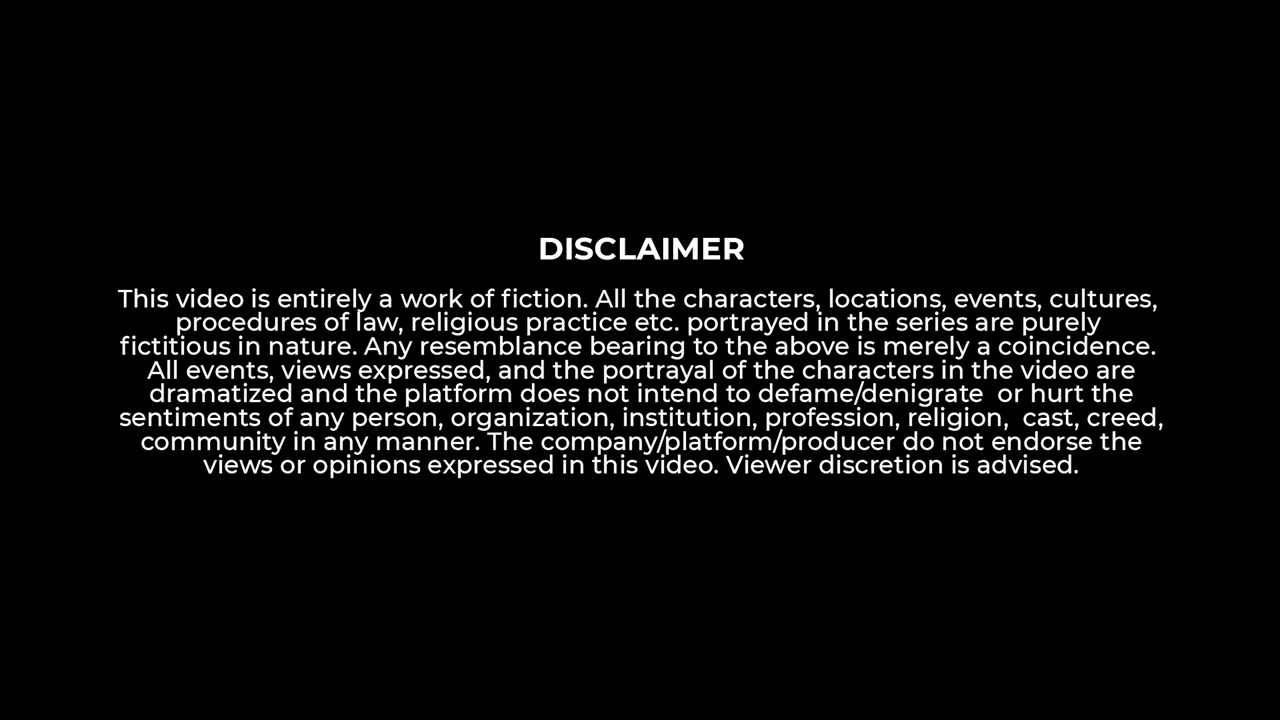 DISCLAIMER
This video is entirely a work of fiction. All the characters, locations, events, cultures,
procedures of law, religious practice etc. portrayed in the series are purely
fictitious in nature. Any resemblance bearing to the above is merely a coincidence.
All events, views expressed, and the portrayal of the characters in the video are
dramatized and the platform does not intend to defame/denigrate  or hurt the
sentiments of any person, organization, institution, profession, religion,  cast, creed,
community in any manner. The company/platform/producer do not endorse the
views or opinions expressed in this video. Viewer discretion is advised.